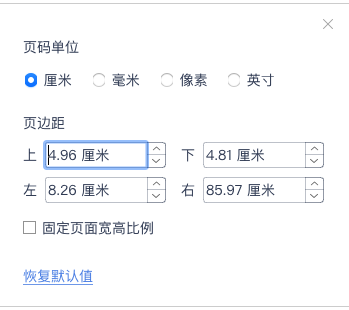 页码单位
厘米 毫米 像素 英寸
页边距
上 4.96 厘米 下 4.81 厘米
左 8.26 厘米 右 85.97 厘米
固定页面宽高比例
恢复默认值